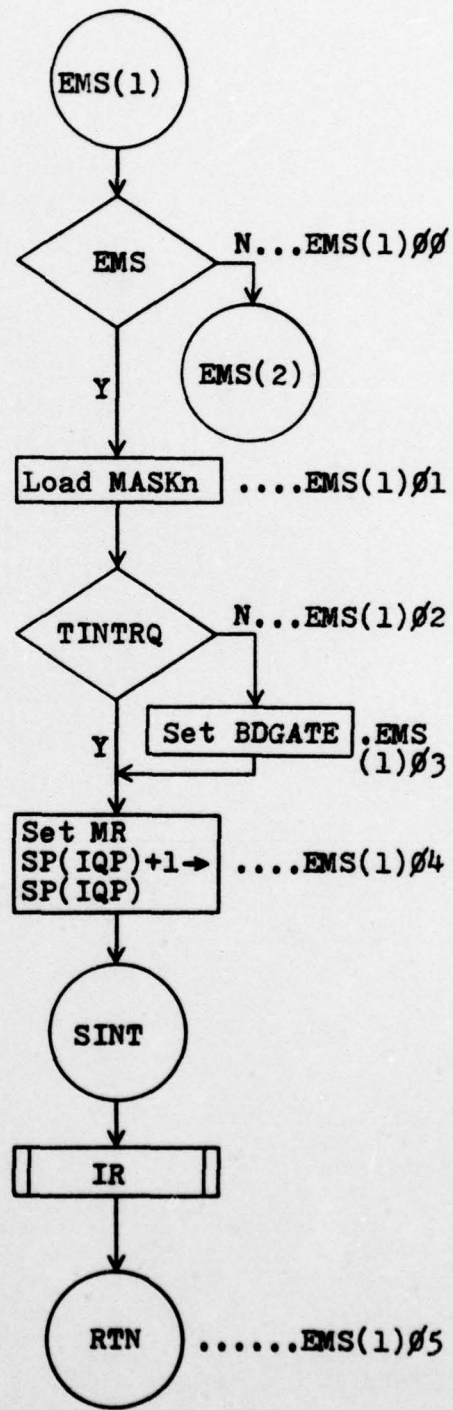 EMS(1)
EMS
N...EMS(1)ØØ
EMS(2)
Y
Load MASKn ....EMS(1)Ø1
TINTRQ
N...EMS(1)Ø2
Set BDGATE .EMS
(1)Ø3
Y
Set MR
SP(IQP)+1→ ....EMS(1)Ø4
SP(IQP)
SINT
IR
RTN ......EMS(1)Ø5